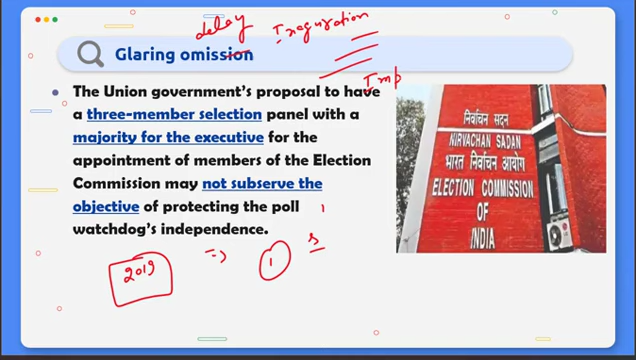 delay Inaguration
Imp
Glaring omission
The Union government's proposal to have
a three-member selection panel with a
majority for the executive for the
appointment of members of the Election
Commission may not subserve the
objective of protecting the poll
watchdog's independence.
निर्वाचन सदन
NIRVACHAN SADAN
भारत निर्वाचन आयोग
ELECTION COMMISSION
OF
INDIA
2019 => 1